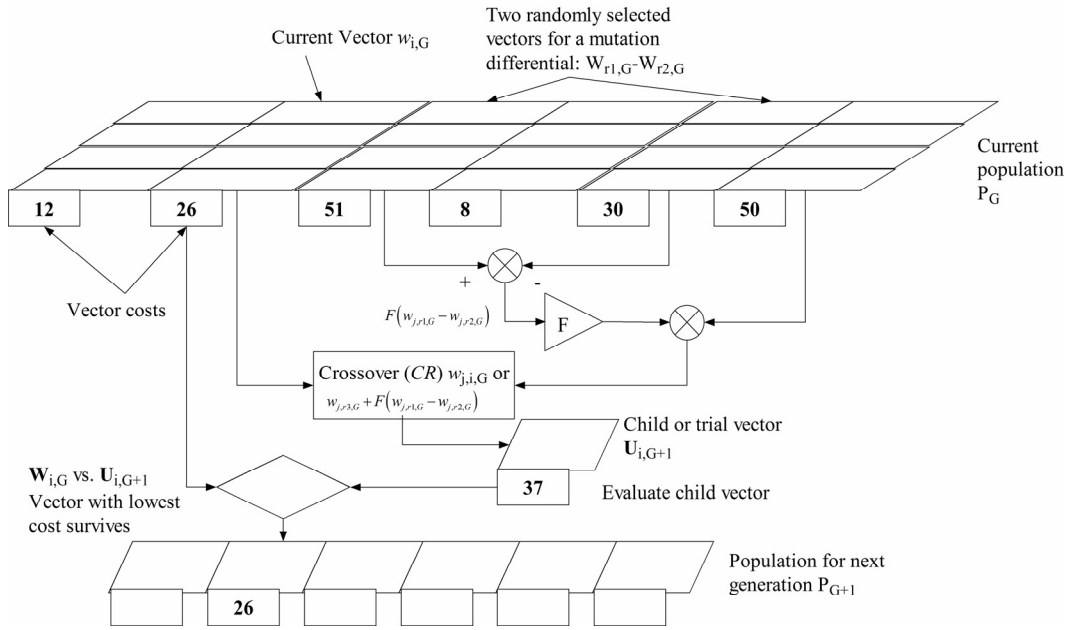 Two randomly selected
vectors for a mutation
differential: W_{r1,G}-W_{r2,G}
Current Vector w_{i,G}
Current
population
P_G
12 26 51 8 30 50
Vector costs
+ -
F(w_{j,r1,G} − w_{j,r2,G})
F
Crossover (CR) w_{j,i,G} or
w_{j,r3,G} + F(w_{j,r1,G} − w_{j,r2,G})
Child or trial vector
U_{i,G+1}
37
Evaluate child vector
W_{i,G} vs. U_{i,G+1}
Vector with lowest
cost survives
Population for next
generation P_{G+1}
26